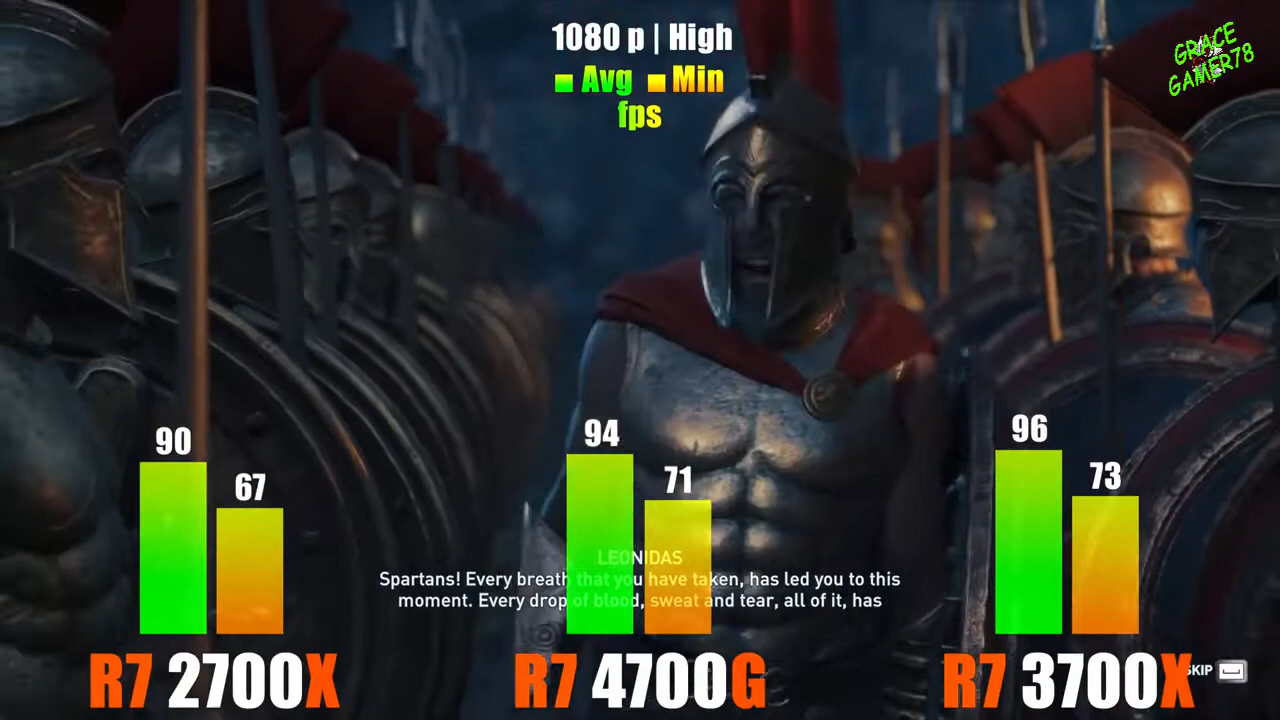 1080 p | High
Avg Min
fps
GRACE
GAMER78
90
67
94
71
96
73
LEONIDAS
Spartans! Every breath that you have taken, has led you to this
moment. Every drop of blood, sweat and tear, all of it, has
R7 2700X
R7 4700G
R7 3700X
SKIP